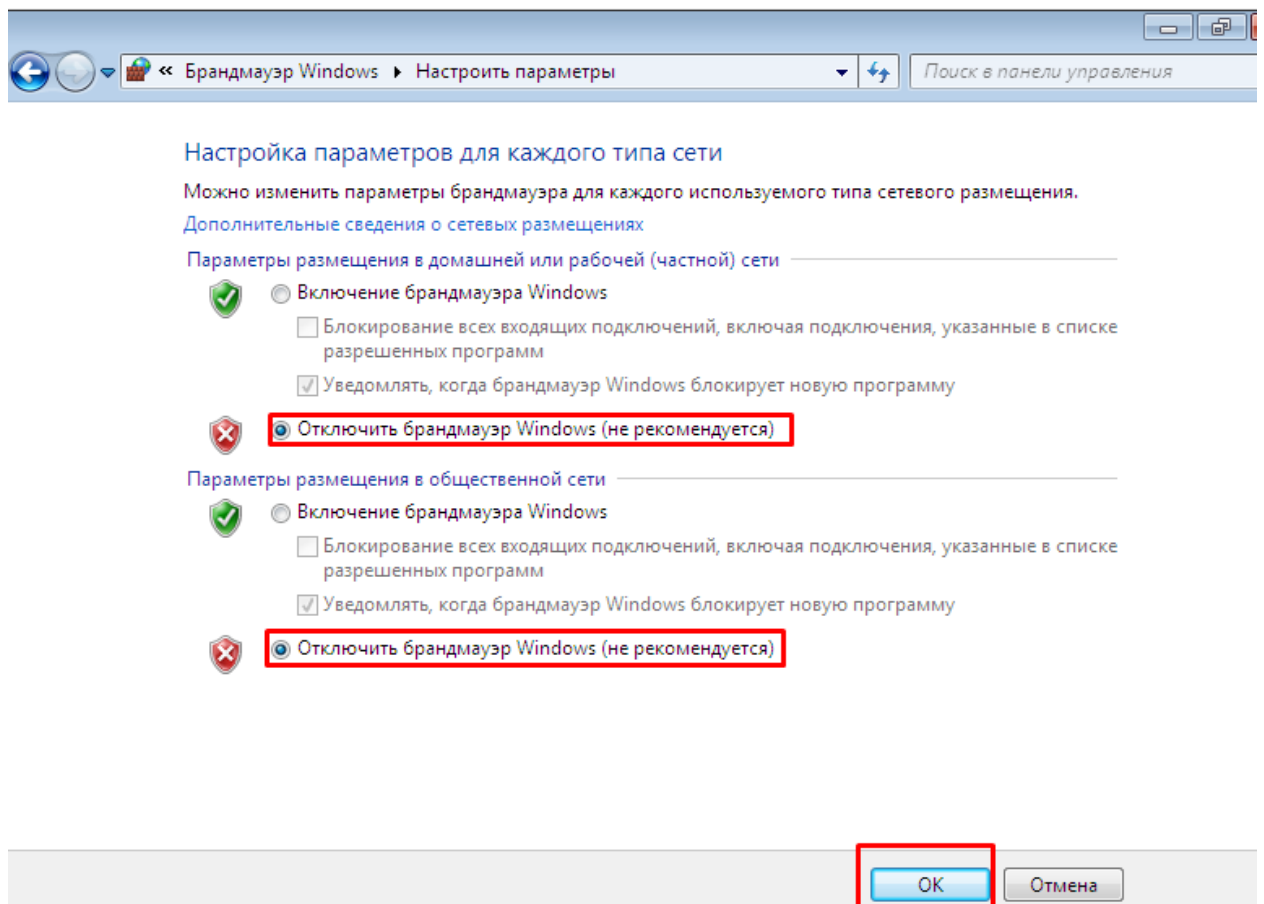 « Брандмауэр Windows Настроить параметры Поиск в панели управления
Настройка параметров для каждого типа сети
Можно изменить параметры брандмауэра для каждого используемого типа сетевого размещения.
Дополнительные сведения о сетевых размещениях
Параметры размещения в домашней или рабочей (частной) сети
Включение брандмауэра Windows
Блокирование всех входящих подключений, включая подключения, указанные в списке
разрешенных программ
Уведомлять, когда брандмауэр Windows блокирует новую программу
Отключить брандмауэр Windows (не рекомендуется)
Параметры размещения в общественной сети
Включение брандмауэра Windows
Блокирование всех входящих подключений, включая подключения, указанные в списке
разрешенных программ
Уведомлять, когда брандмауэр Windows блокирует новую программу
Отключить брандмауэр Windows (не рекомендуется)
ОК Отмена